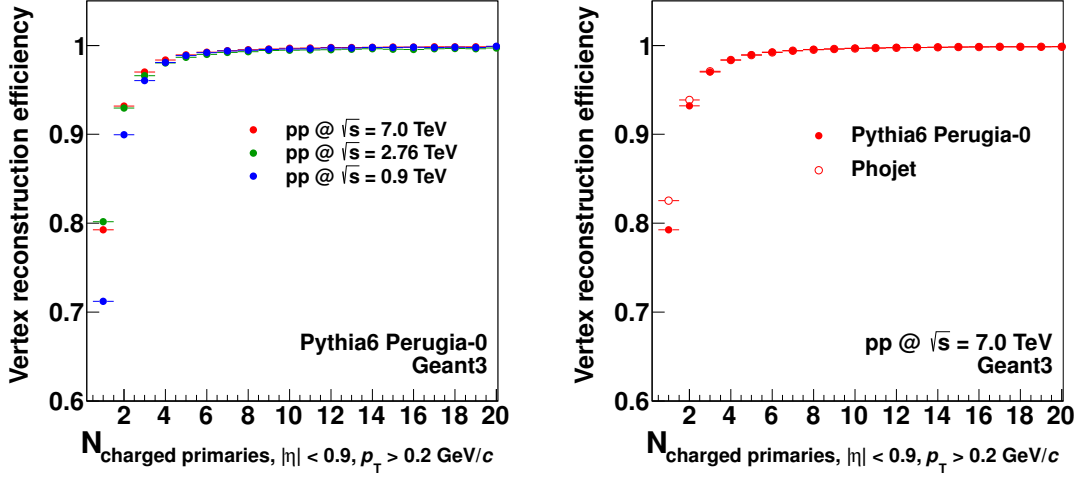 Vertex reconstruction efficiency
1
0.9
0.8
0.7
0.6
pp @ √s = 7.0 TeV
pp @ √s = 2.76 TeV
pp @ √s = 0.9 TeV
Pythia6 Perugia-0
Geant3
2 4 6 8 10 12 14 16 18 20
N charged primaries, |η| < 0.9, p_T > 0.2 GeV/c
Vertex reconstruction efficiency
1
0.9
0.8
0.7
0.6
Pythia6 Perugia-0
Phojet
pp @ √s = 7.0 TeV
Geant3
2 4 6 8 10 12 14 16 18 20
N charged primaries, |η| < 0.9, p_T > 0.2 GeV/c